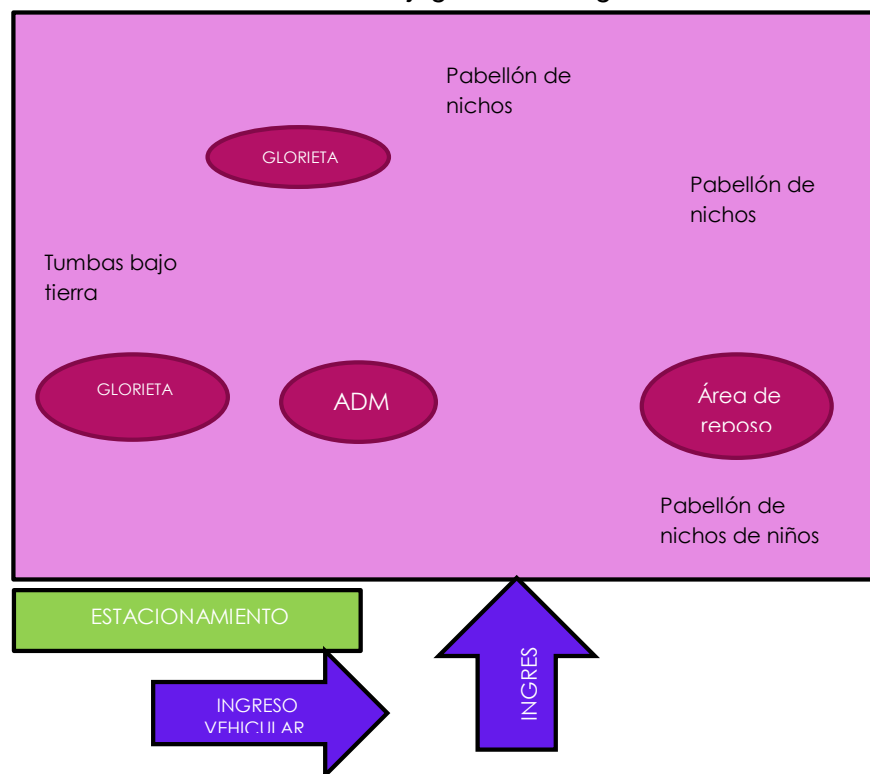 Pabellón de
nichos
GLORIETA
Pabellón de
nichos
Tumbas bajo
tierra
GLORIETA
ADM
Área de
reposo
Pabellón de
nichos de niños
ESTACIONAMIENTO
INGRES
INGRESO
VEHICULAR